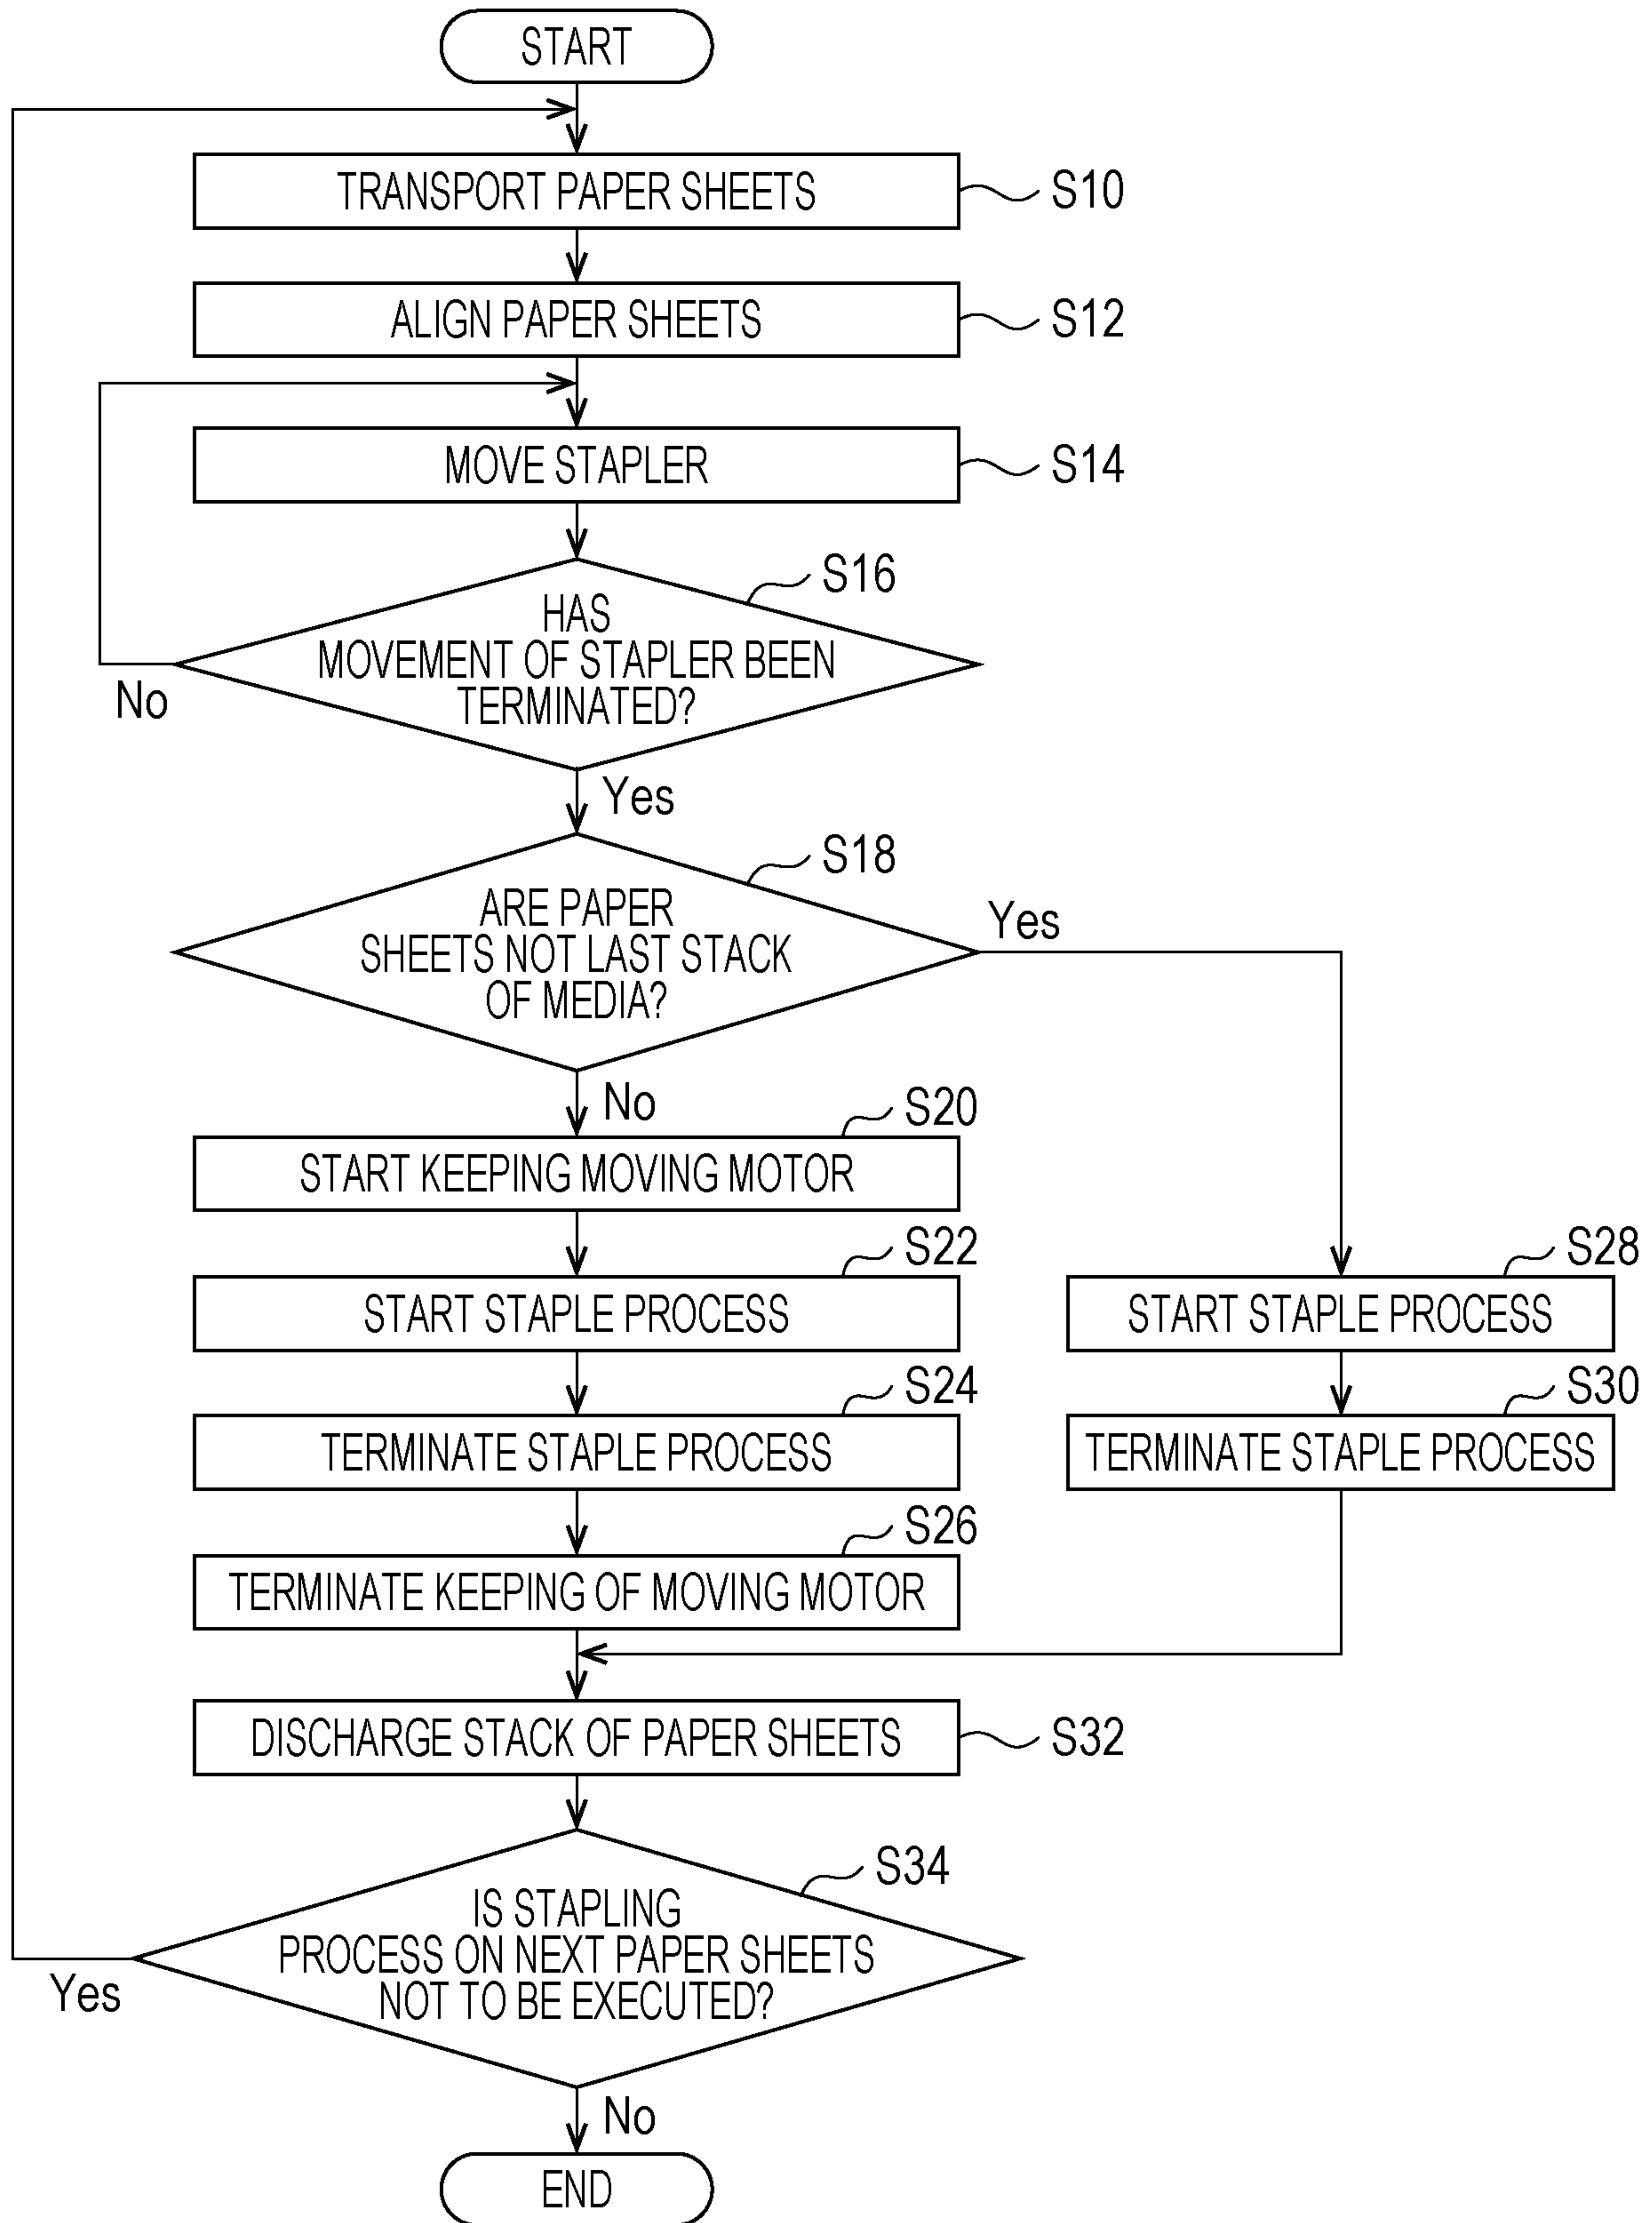 START
TRANSPORT PAPER SHEETS
S10
ALIGN PAPER SHEETS
S12
MOVE STAPLER
S14
S16
HAS
MOVEMENT OF STAPLER BEEN
TERMINATED?
No
Yes
S18
ARE PAPER
SHEETS NOT LAST STACK
OF MEDIA?
Yes
No
S20
START KEEPING MOVING MOTOR
S22
START STAPLE PROCESS
S28
START STAPLE PROCESS
S24
TERMINATE STAPLE PROCESS
S30
TERMINATE STAPLE PROCESS
S26
TERMINATE KEEPING OF MOVING MOTOR
DISCHARGE STACK OF PAPER SHEETS
S32
S34
IS STAPLING
PROCESS ON NEXT PAPER SHEETS
NOT TO BE EXECUTED?
Yes
No
END